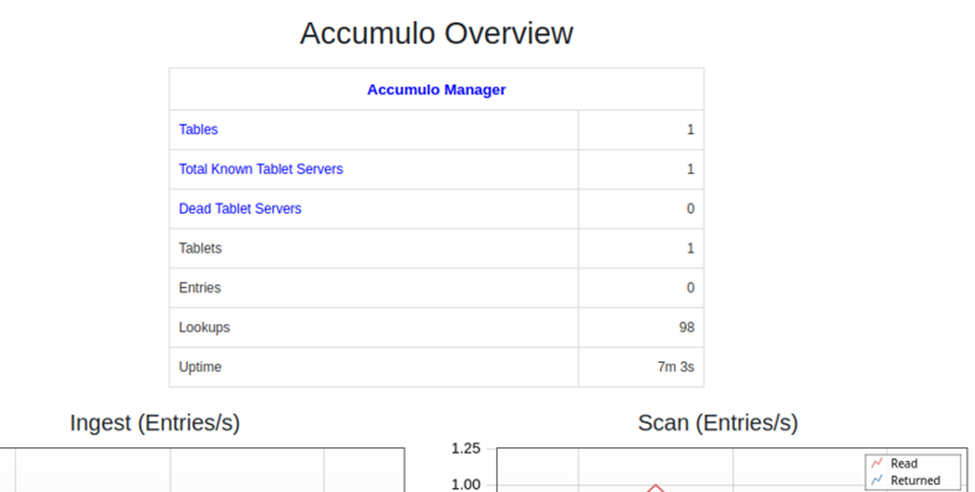 Accumulo Overview
Accumulo Manager
Tables 1
Total Known Tablet Servers 1
Dead Tablet Servers 0
Tablets 1
Entries 0
Lookups 98
Uptime 7m 3s
Ingest (Entries/s)
Scan (Entries/s)
1.25
1.00
Read
Returned